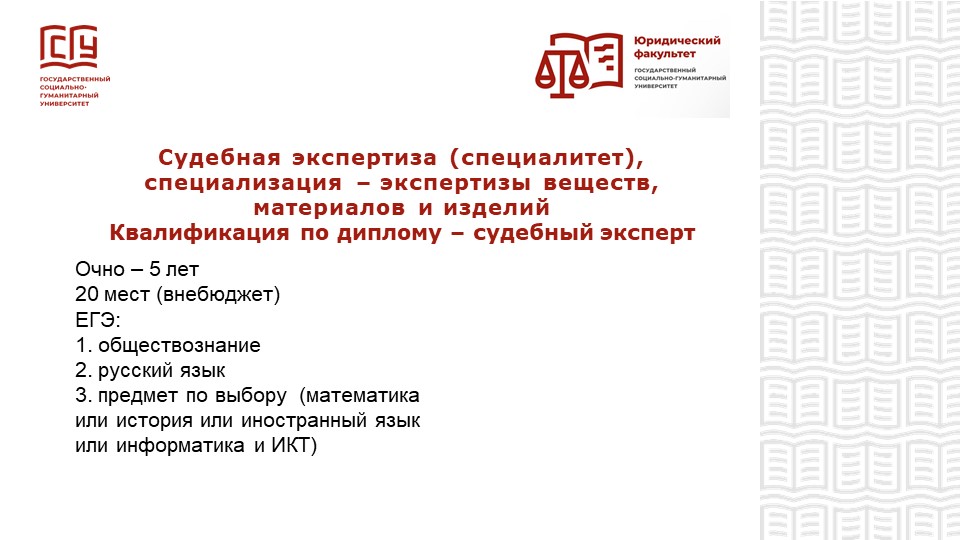 ГСГУ
ГОСУДАРСТВЕННЫЙ
СОЦИАЛЬНО-
ГУМАНИТАРНЫЙ
УНИВЕРСИТЕТ
Юридический
факультет
ГОСУДАРСТВЕННЫЙ
СОЦИАЛЬНО-ГУМАНИТАРНЫЙ
УНИВЕРСИТЕТ
Судебная экспертиза (специалитет),
специализация – экспертизы веществ,
материалов и изделий
Квалификация по диплому – судебный эксперт
Очно – 5 лет
20 мест (внебюджет)
ЕГЭ:
1. обществознание
2. русский язык
3. предмет по выбору (математика
или история или иностранный язык
или информатика и ИКТ)